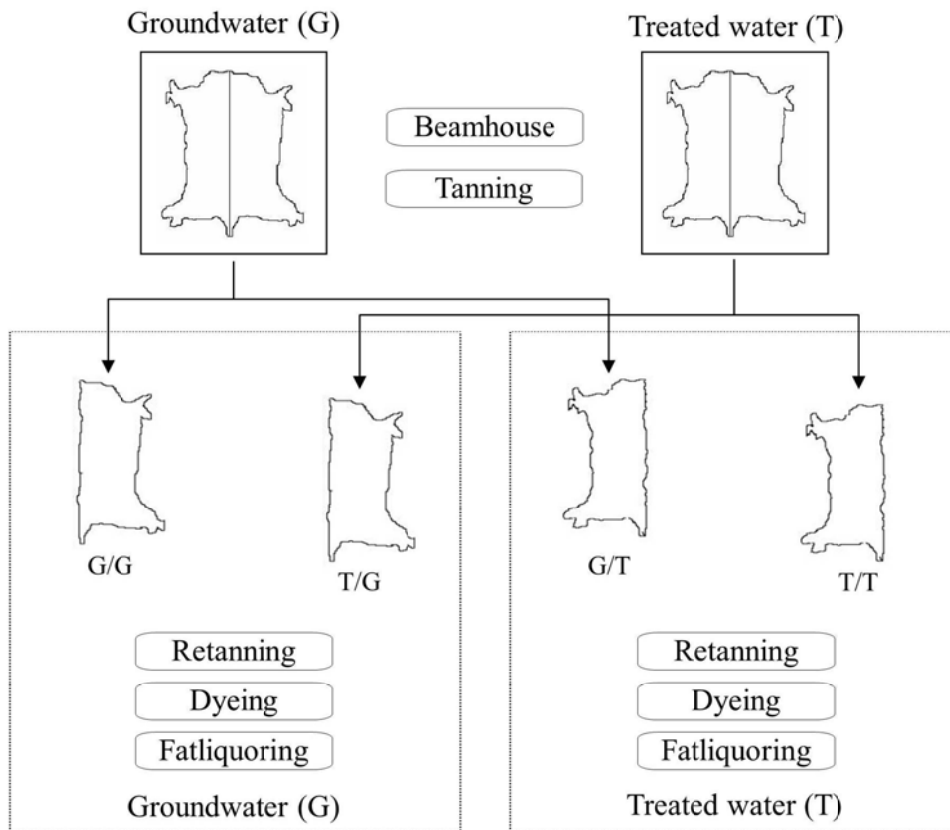 Groundwater (G)
Treated water (T)
Beamhouse
Tanning
G/G
T/G
G/T
T/T
Retanning
Dyeing
Fatliquoring
Groundwater (G)
Retanning
Dyeing
Fatliquoring
Treated water (T)